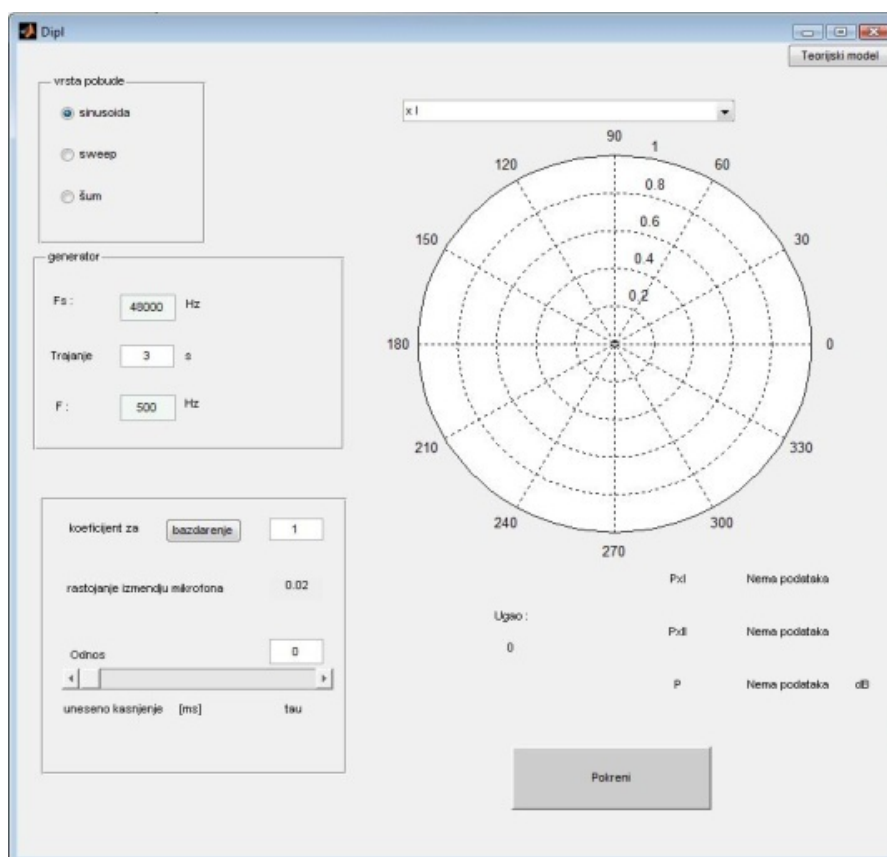 Dipl
Teorijski model
vrsta pobude
sinusoida
sweep
šum
generator
Fs :
48000
Hz
Trajanje
3
s
F :
500
Hz
koeficijent za
bazdarenje
1
rastojanje izmendju mikrofona
0.02
Odnos
0
uneseno kasnjenje [ms]
tau
x I
90
1
120
60
0.8
0.6
150
30
0.4
0.2
180
0
210
330
240
300
270
PxI
Nema podataka
Ugao :
0
PxII
Nema podataka
P
Nema podataka
dB
Pokreni